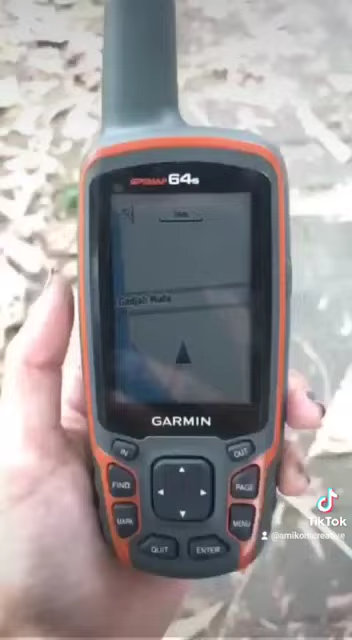 GPSMAP 64s
Gadjah Mada
GARMIN
IN
OUT
FIND
PAGE
MARK
MENU
QUIT
ENTER
TikTok
@amikomcreative